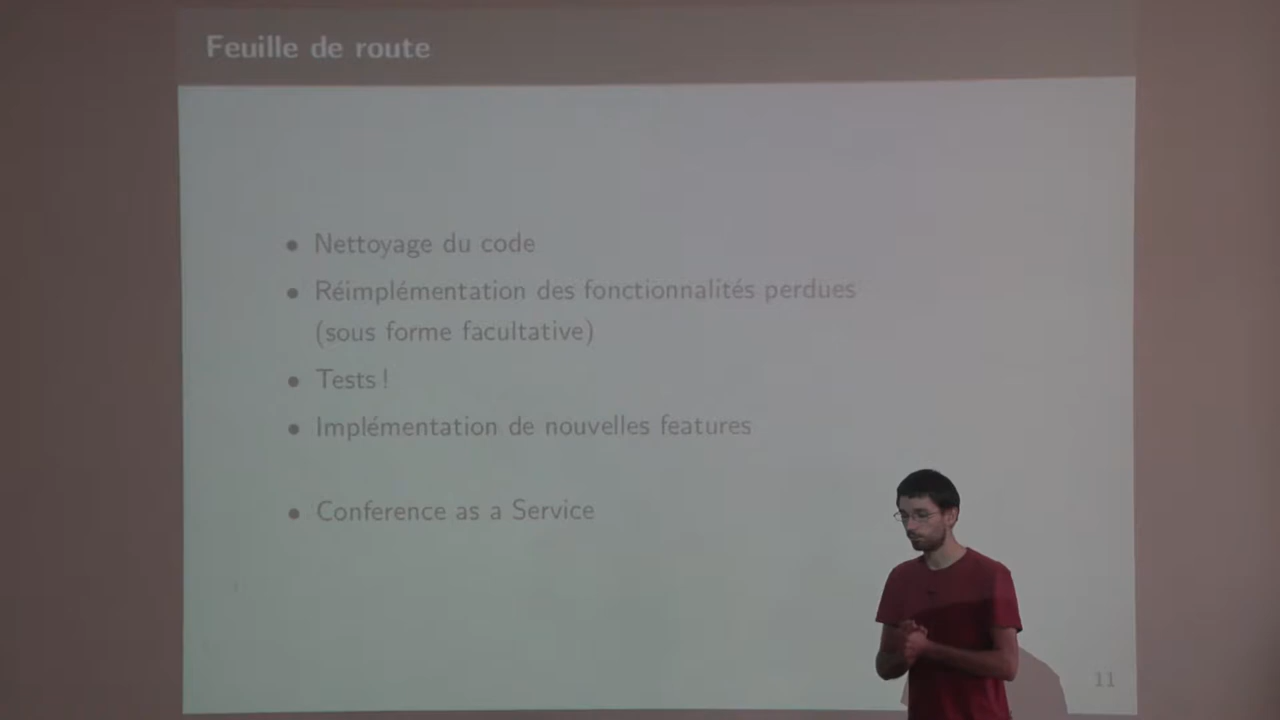 Feuille de route
• Nettoyage du code
• Réimplémentation des fonctionnalités perdues
(sous forme facultative)
• Tests !
• Implémentation de nouvelles features
• Conference as a Service
11